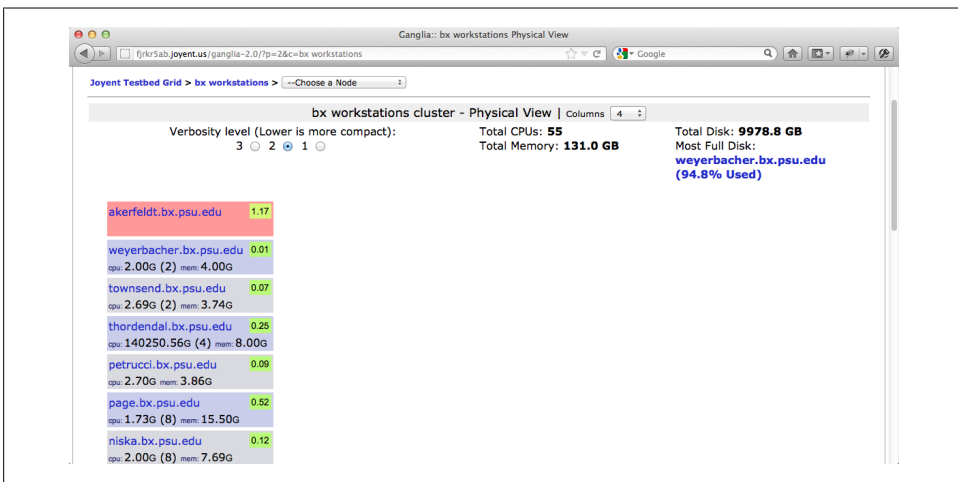 Ganglia:: bx workstations Physical View
fjrkr5ab.joyent.us/ganglia-2.0/?p=2&c=bx workstations
Google
Joyent Testbed Grid > bx workstations > --Choose a Node
bx workstations cluster - Physical View | Columns 4
Verbosity level (Lower is more compact):
3 2 1
Total CPUs: 55
Total Memory: 131.0 GB
Total Disk: 9978.8 GB
Most Full Disk:
weyerbacher.bx.psu.edu
(94.8% Used)
akerfeldt.bx.psu.edu 1.17
weyerbacher.bx.psu.edu 0.01
cpu: 2.00G (2) mem: 4.00G
townsend.bx.psu.edu 0.07
cpu: 2.69G (2) mem: 3.74G
thordendal.bx.psu.edu 0.25
cpu: 140250.56G (4) mem: 8.00G
petrucci.bx.psu.edu 0.09
cpu: 2.70G mem: 3.86G
page.bx.psu.edu 0.52
cpu: 1.73G (8) mem: 15.50G
niska.bx.psu.edu 0.12
cpu: 2.00G (8) mem: 7.69G